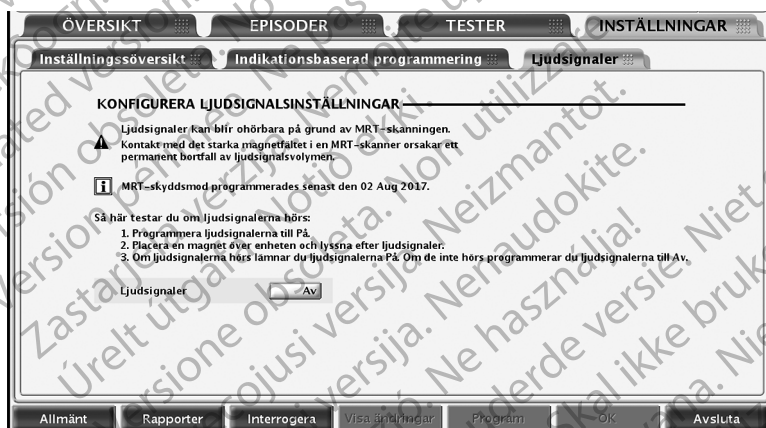 ÖVERSIKT EPISODER TESTER INSTÄLLNINGAR
Inställningssöversikt Indikationsbaserad programmering Ljudsignaler
KONFIGURERA LJUDSIGNALSINSTÄLLNINGAR
Ljudsignaler kan blir ohörbara på grund av MRT-skanningen.
Kontakt med det starka magnetfältet i en MRT-skanner orsakar ett
permanent bortfall av ljudsignalsvolymen.
MRT-skyddsmod programmerades senast den 02 Aug 2017.
Så här testar du om ljudsignalerna hörs:
1. Programmera ljudsignalerna till På.
2. Placera en magnet över enheten och lyssna efter ljudsignaler.
3. Om ljudsignalerna hörs lämnar du ljudsignalerna På. Om de inte hörs programmerar du ljudsignalerna till Av.
Ljudsignaler Av
Allmänt Rapporter Interrogera Visa ändringar Program OK Avsluta